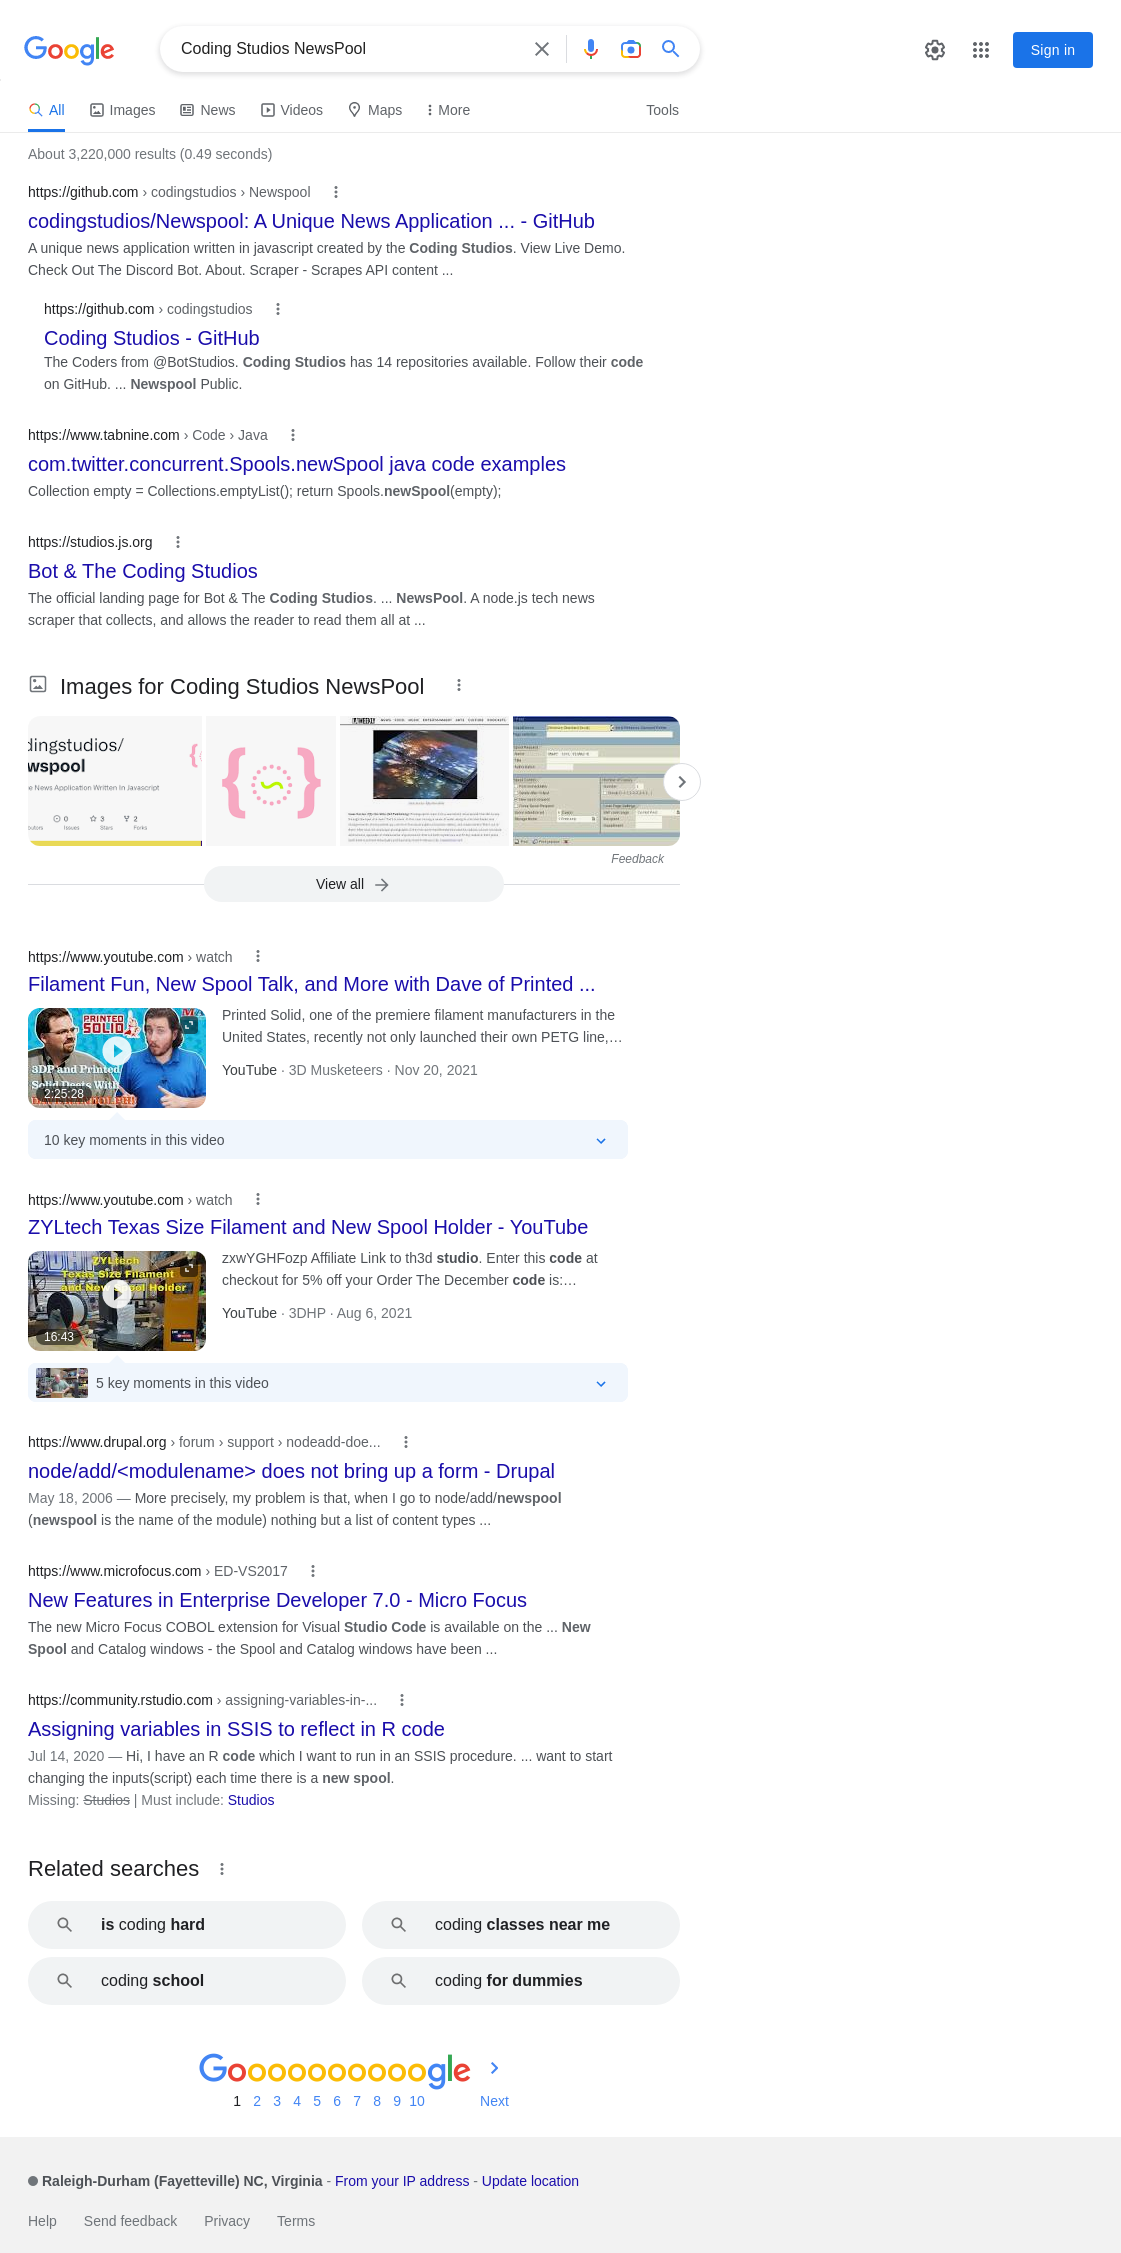 Google
Coding Studios NewsPool
Sign in
All
Images
News
Videos
Maps
More
Tools
About 3,220,000 results (0.49 seconds)
https://github.com › codingstudios › Newspool
codingstudios/Newspool: A Unique News Application ... - GitHub
A unique news application written in javascript created by the Coding Studios. View Live Demo.
Check Out The Discord Bot. About. Scraper - Scrapes API content ...
https://github.com › codingstudios
Coding Studios - GitHub
The Coders from @BotStudios. Coding Studios has 14 repositories available. Follow their code
on GitHub. ... Newspool Public.
https://www.tabnine.com › Code › Java
com.twitter.concurrent.Spools.newSpool java code examples
Collection empty = Collections.emptyList(); return Spools.newSpool(empty);
https://studios.js.org
Bot & The Coding Studios
The official landing page for Bot & The Coding Studios. ... NewsPool. A node.js tech news
scraper that collects, and allows the reader to read them all at ...
Images for Coding Studios NewsPool
dingstudios/
wspool
e News Application Written In Javascript
0
3
2
Issues
Stars
Forks
Feedback
View all
https://www.youtube.com › watch
Filament Fun, New Spool Talk, and More with Dave of Printed ...
PRINTED
SOLID
3DP and Printed
Solid Deets With
2:25:28
Printed Solid, one of the premiere filament manufacturers in the
United States, recently not only launched their own PETG line,...
YouTube · 3D Musketeers · Nov 20, 2021
10 key moments in this video
https://www.youtube.com › watch
ZYLtech Texas Size Filament and New Spool Holder - YouTube
ZYLtech
Texas Size Filament
and New Spool Holder
16:43
zxwYGHFozp Affiliate Link to th3d studio. Enter this code at
checkout for 5% off your Order The December code is:...
YouTube · 3DHP · Aug 6, 2021
5 key moments in this video
https://www.drupal.org › forum › support › nodeadd-doe...
node/add/<modulename> does not bring up a form - Drupal
May 18, 2006 — More precisely, my problem is that, when I go to node/add/newspool
(newspool is the name of the module) nothing but a list of content types ...
https://www.microfocus.com › ED-VS2017
New Features in Enterprise Developer 7.0 - Micro Focus
The new Micro Focus COBOL extension for Visual Studio Code is available on the ... New
Spool and Catalog windows - the Spool and Catalog windows have been ...
https://community.rstudio.com › assigning-variables-in-...
Assigning variables in SSIS to reflect in R code
Jul 14, 2020 — Hi, I have an R code which I want to run in an SSIS procedure. ... want to start
changing the inputs(script) each time there is a new spool.
Missing: Studios | Must include: Studios
Related searches
is coding hard
coding classes near me
coding school
coding for dummies
Goooooooooogle
1 2 3 4 5 6 7 8 9 10 Next
Raleigh-Durham (Fayetteville) NC, Virginia - From your IP address - Update location
Help
Send feedback
Privacy
Terms